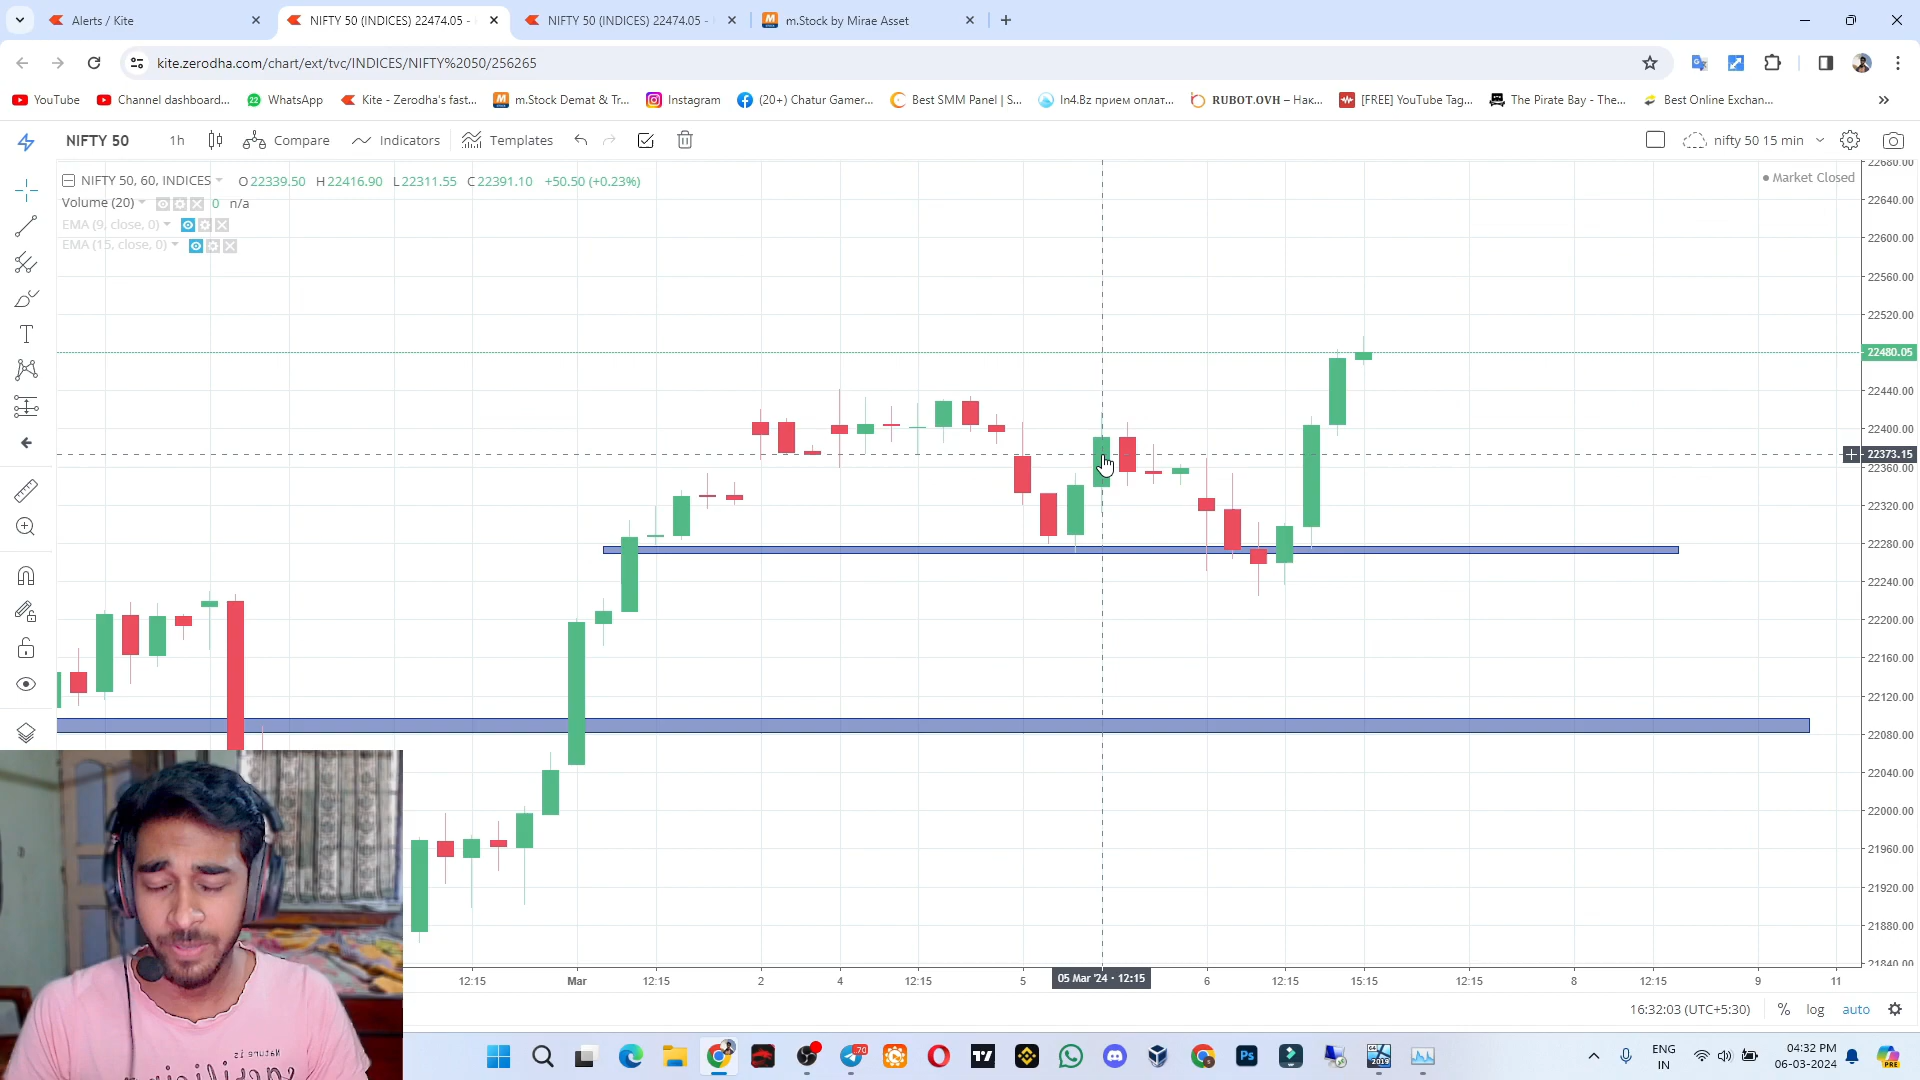 Alerts / Kite
NIFTY 50 (INDICES) 22474.05 -
NIFTY 50 (INDICES) 22474.05 -
m.Stock by Mirae Asset
kite.zerodha.com/chart/ext/tvc/INDICES/NIFTY%2050/256265
YouTube
Channel dashboard...
WhatsApp
Kite - Zerodha's fast...
m.Stock Demat & Tr...
Instagram
(20+) Chatur Gamer...
Best SMM Panel | S...
In4.Bz прием оплат...
RUBOT.OVH – Нак...
[FREE] YouTube Tag...
The Pirate Bay - The...
Best Online Exchan...
NIFTY 50
1h
Compare
Indicators
Templates
nifty 50 15 min
NIFTY 50, 60, INDICES
O 22339.50 H 22416.90 L 22311.55 C 22391.10 +50.50 (+0.23%)
Market Closed
Volume (20)
0 n/a
EMA (9, close, 0)
EMA (15, close, 0)
22680.00
22640.00
22600.00
22560.00
22520.00
22480.05
22440.00
22400.00
22373.15
22360.00
22320.00
22280.00
22240.00
22200.00
22160.00
22120.00
22080.00
22040.00
22000.00
21960.00
21920.00
21880.00
21840.00
12:15
Mar
12:15
2
4
12:15
5
05 Mar '24 · 12:15
6
12:15
15:15
12:15
8
12:15
9
11
16:32:03 (UTC+5:30)
%
log
auto
ENG
IN
04:32 PM
06-03-2024